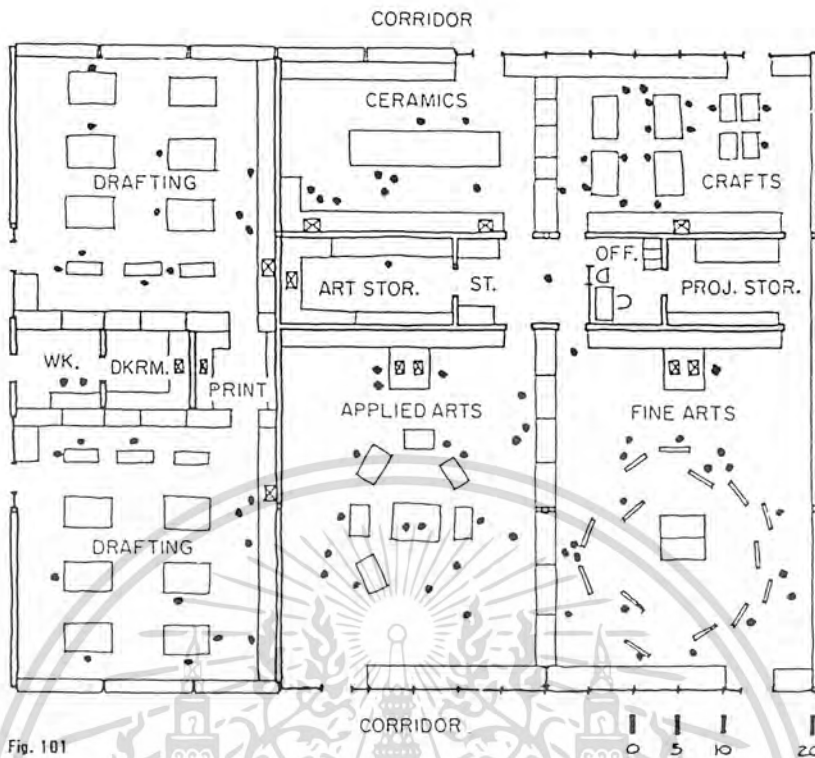 CORRIDOR
CERAMICS
DRAFTING
CRAFTS
OFF.
ART STOR.
ST.
PROJ. STOR.
WK.
DKRM.
PRINT
APPLIED ARTS
FINE ARTS
DRAFTING
CORRIDOR
0 5 10 20
Fig. 101